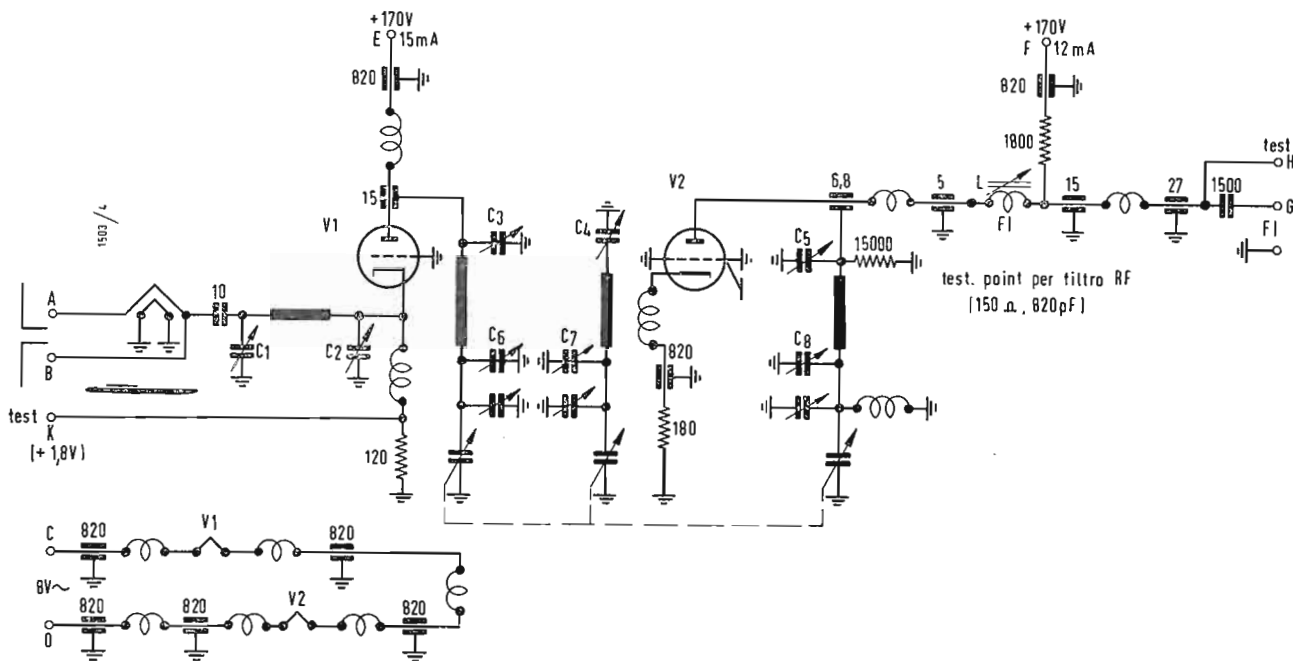 +170V
E 15mA
820
15
V1
1503/4
A
10
B
C1
C2
test
K
(+ 1,8V)
120
C3
C4
C6
C7
V2
820
180
6,8
5
L
FI
+170V
F 12mA
820
1800
15
27
1500
test
H
G
FI
C5
15000
C8
test. point per filtro RF
(150 Ω, 820pF)
C
820
V1
820
8V~
820
820
V2
820
D